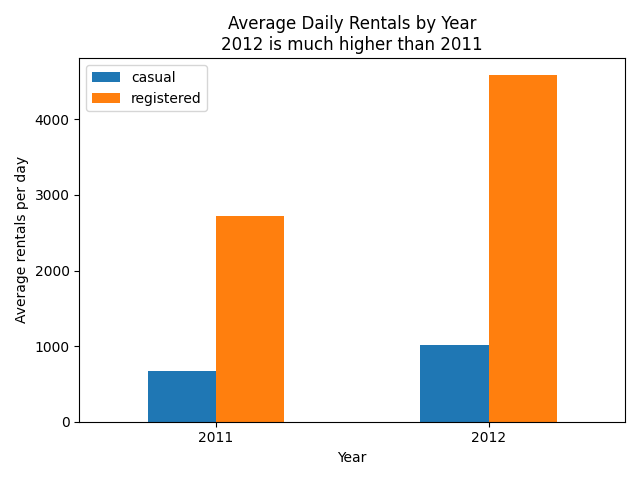 Average Daily Rentals by Year
2012 is much higher than 2011
casual
registered
Average rentals per day
4000
3000
2000
1000
0
2011
2012
Year